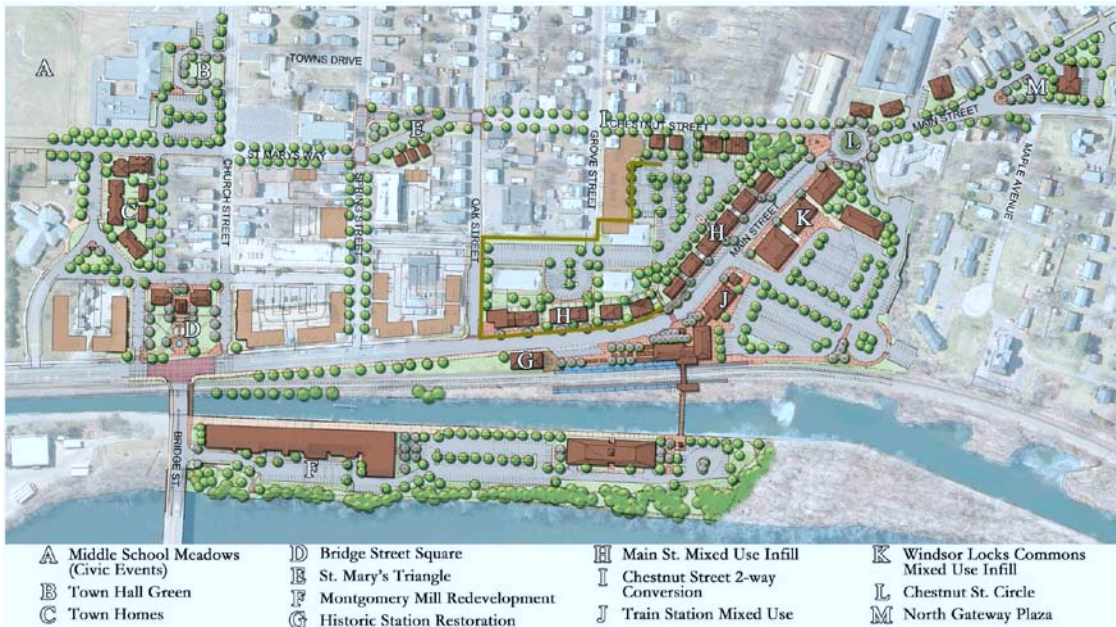 A
B
TOWNS DRIVE
E
I
CHESTNUT STREET
L
MAIN STREET
M
ST. MARYS WAY
CHURCH STREET
SPRING STREET
OAK STREET
GROVE STREET
MAPLE AVENUE
C
H
MAIN STREET
K
D
H
J
G
BRIDGE ST.
F
A Middle School Meadows
(Civic Events)
B Town Hall Green
C Town Homes
D Bridge Street Square
E St. Mary's Triangle
F Montgomery Mill Redevelopment
G Historic Station Restoration
H Main St. Mixed Use Infill
I Chestnut Street 2-way
Conversion
J Train Station Mixed Use
K Windsor Locks Commons
Mixed Use Infill
L Chestnut St. Circle
M North Gateway Plaza